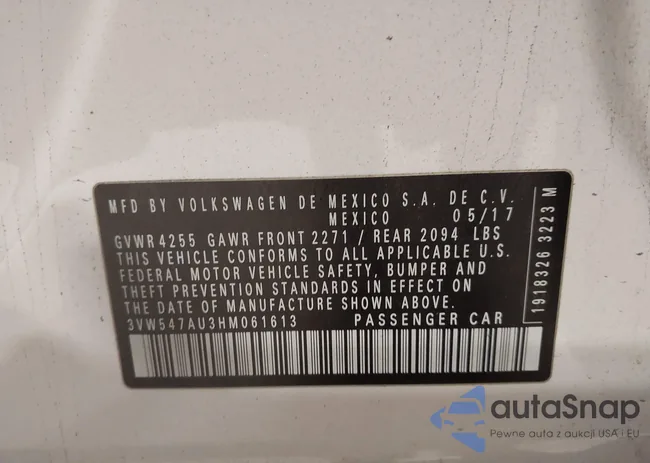 MFD BY VOLKSWAGEN DE MEXICO S.A. DE C.V.
MEXICO 05/17
GVWR 4255 GAWR FRONT 2271 / REAR 2094 LBS
THIS VEHICLE CONFORMS TO ALL APPLICABLE U.S.
FEDERAL MOTOR VEHICLE SAFETY, BUMPER AND
THEFT PREVENTION STANDARDS IN EFFECT ON
THE DATE OF MANUFACTURE SHOWN ABOVE.
3VW547AU3HM061613 PASSENGER CAR
1918326 3223 M
autaSnap
Pewne auta z aukcji USA i EU